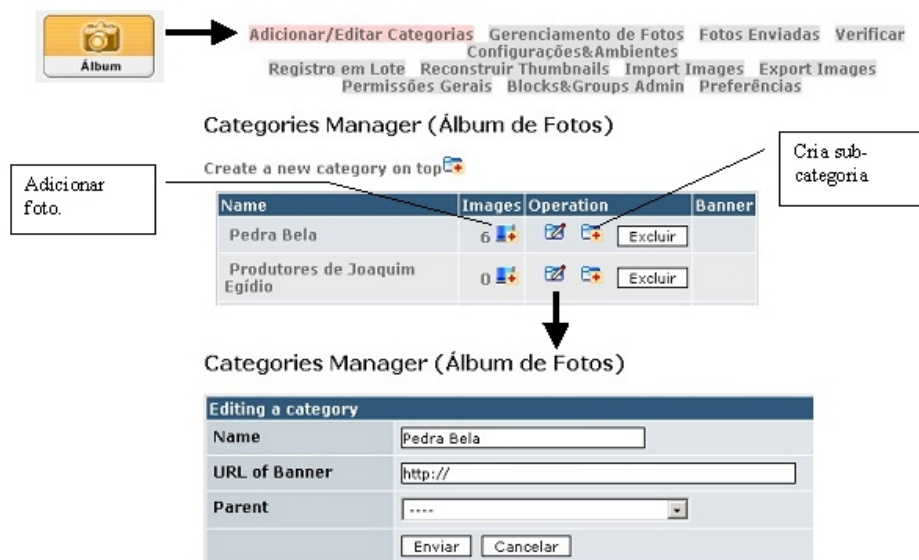 Álbum
Adicionar/Editar Categorias Gerenciamento de Fotos Fotos Enviadas Verificar
Configurações&Ambientes
Registro em Lote Reconstruir Thumbnails Import Images Export Images
Permissões Gerais Blocks&Groups Admin Preferências
Categories Manager (Álbum de Fotos)
Create a new category on top
Adicionar
foto.
Cria sub-
categoria
Name Images Operation Banner
Pedra Bela 6 Excluir
Produtores de Joaquim
Egídio 0 Excluir
Categories Manager (Álbum de Fotos)
Editing a category
Name Pedra Bela
URL of Banner http://
Parent ----
Enviar Cancelar